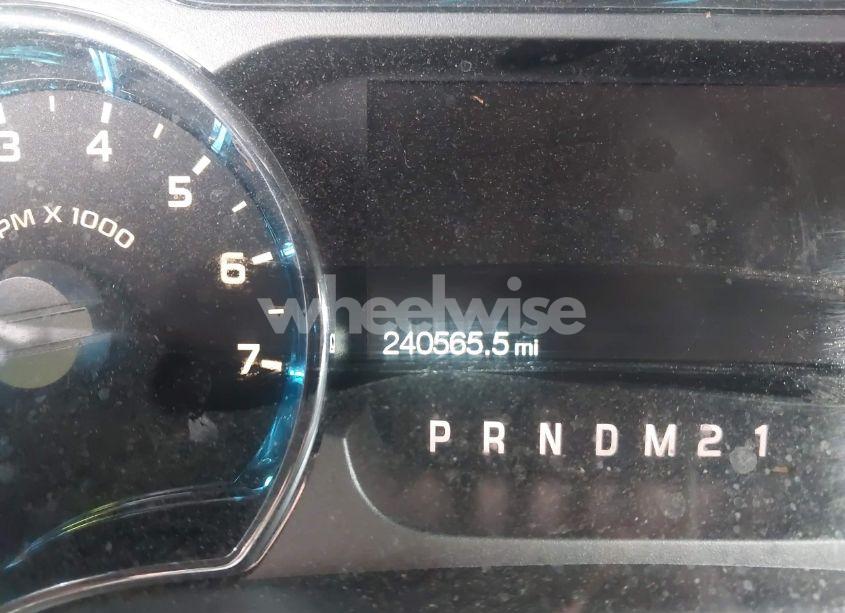 3 4 5 6 7
PM X 1000
wheelwise
240565.5 mi
P R N D M 2 1